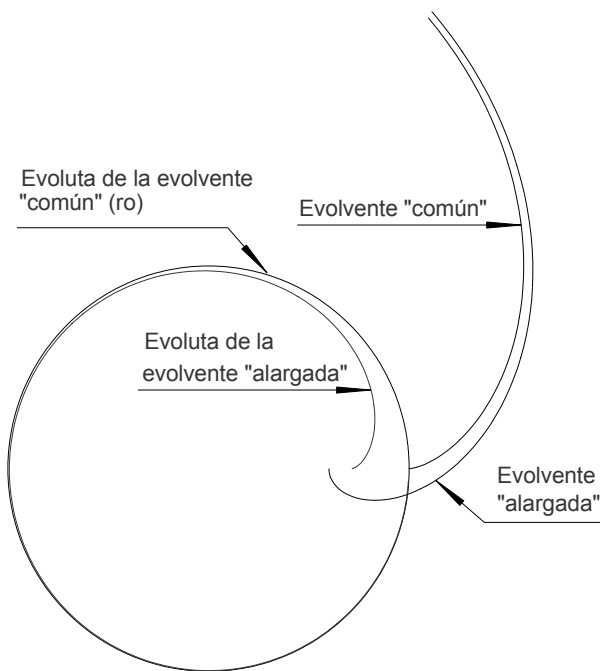 Evoluta de la evolvente
"común" (ro)
Evolvente "común"
Evoluta de la
evolvente "alargada"
Evolvente
"alargada"